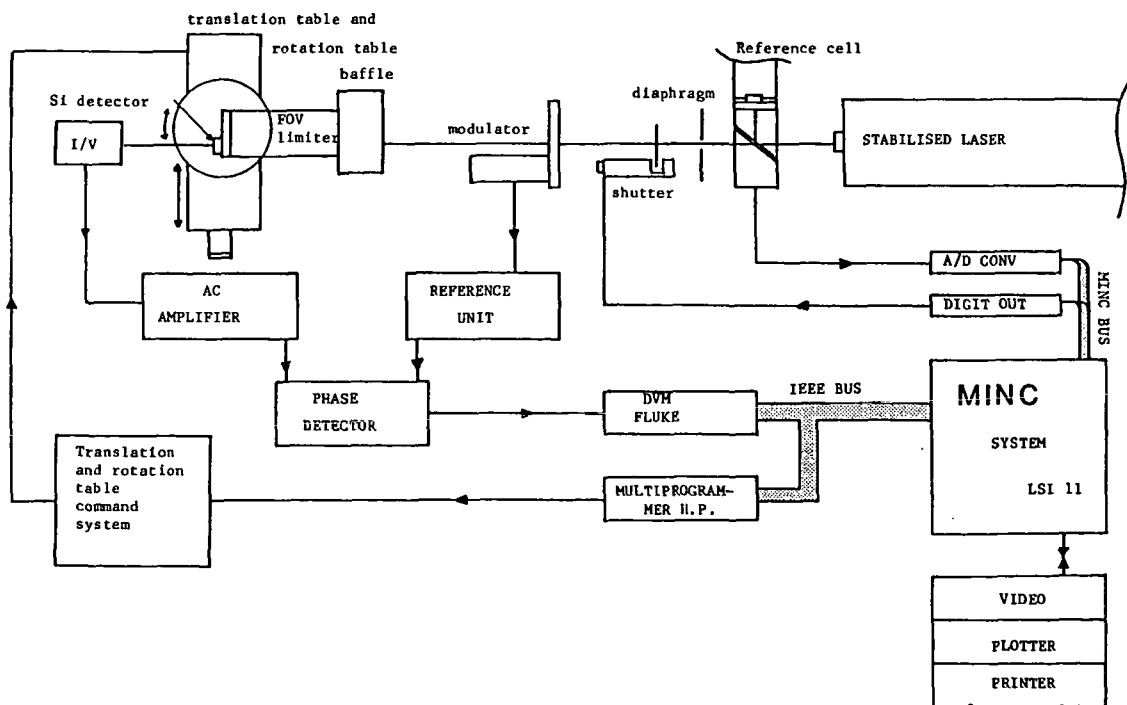 translation table and
rotation table
baffle
Si detector
FOV
limiter
I/V
modulator
diaphragm
Reference cell
shutter
STABILISED LASER
A/D CONV
DIGIT OUT
MINC BUS
AC
AMPLIFIER
REFERENCE
UNIT
PHASE
DETECTOR
DVM
FLUKE
IEEE BUS
MINC
SYSTEM
LSI 11
Translation
and rotation
table
command
system
MULTIPROGRAM-
MER H.P.
VIDEO
PLOTTER
PRINTER